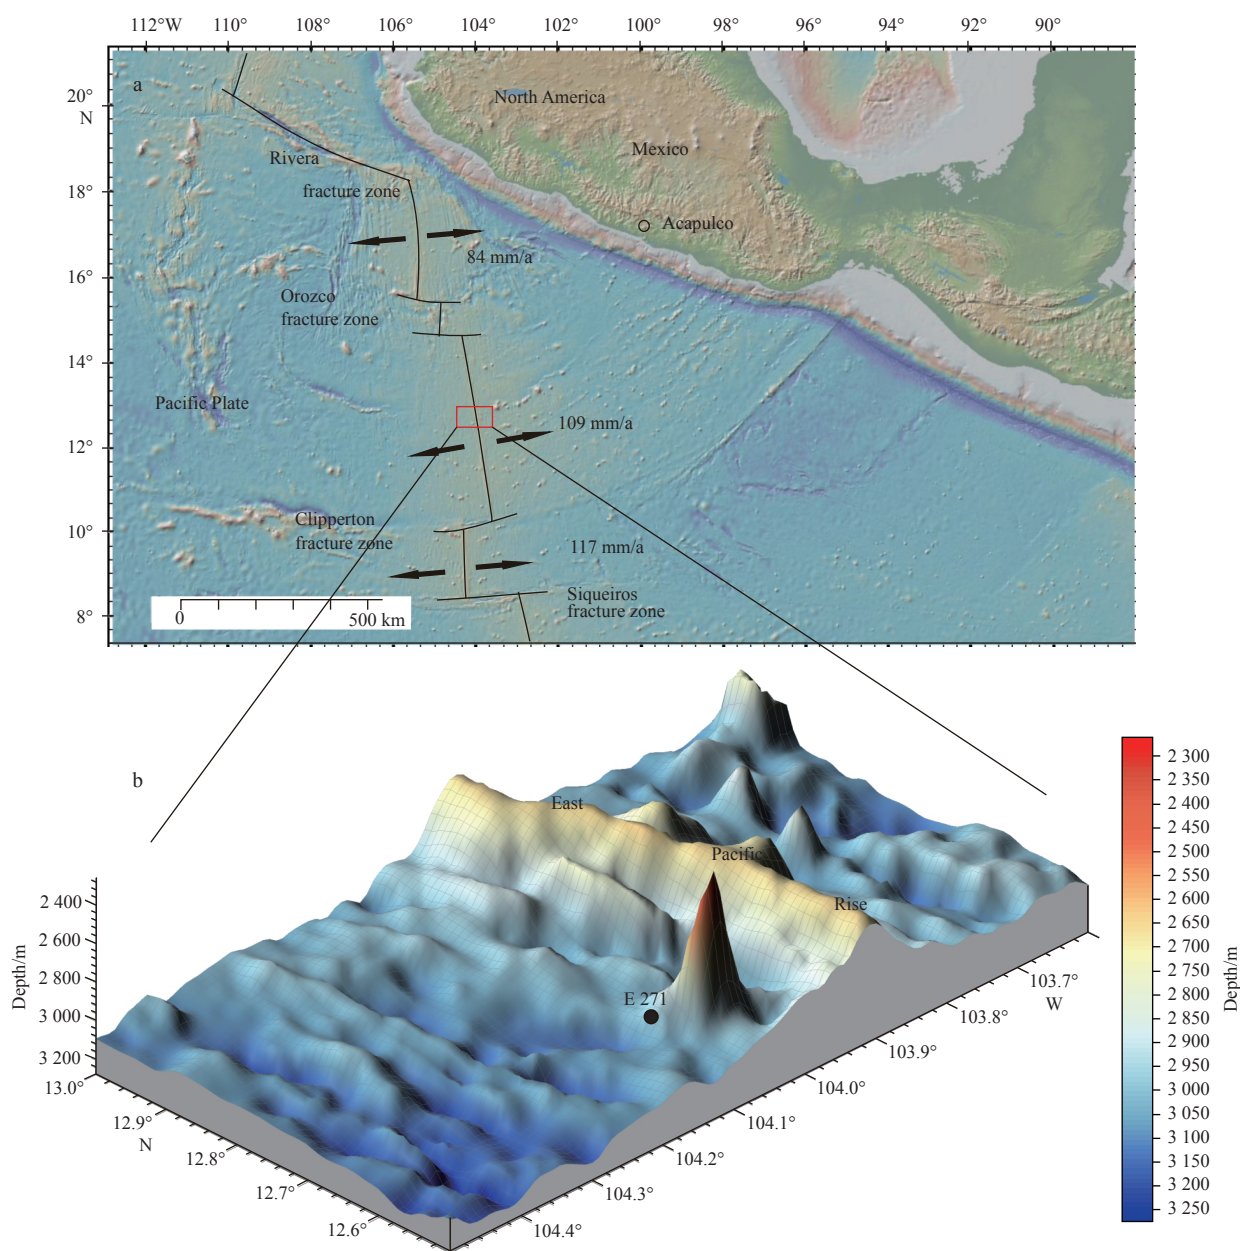 112°W 110° 108° 106° 104° 102° 100° 98° 96° 94° 92° 90°
a
20°
N
18°
16°
14°
12°
10°
8°
North America
Mexico
Rivera
fracture zone
Acapulco
84 mm/a
Orozco
fracture zone
Pacific Plate
109 mm/a
Clipperton
fracture zone
117 mm/a
Siqueiros
fracture zone
0 500 km
b
East
Pacific
Rise
E 271
Depth/m
2 400
2 600
2 800
3 000
3 200
13.0°
12.9°
N
12.8°
12.7°
12.6°
104.4°
104.3°
104.2°
104.1°
104.0°
103.9°
103.8°
W
103.7°
2 300
2 350
2 400
2 450
2 500
2 550
2 600
2 650
2 700
2 750
2 800
2 850
2 900
2 950
3 000
3 050
3 100
3 150
3 200
3 250
Depth/m